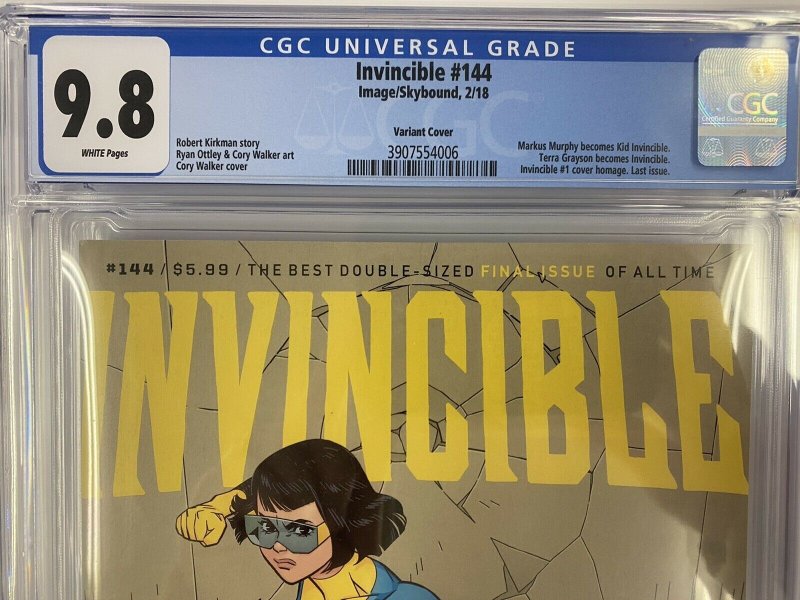 CGC UNIVERSAL GRADE
9.8
WHITE Pages
Invincible #144
Image/Skybound, 2/18
Variant Cover
3907554006
Robert Kirkman story
Ryan Ottley & Cory Walker art
Cory Walker cover
Markus Murphy becomes Kid Invincible.
Terra Grayson becomes Invincible.
Invincible #1 cover homage. Last issue.
CGC
Certified Guaranty Company
CGC
#144 / $5.99 / THE BEST DOUBLE-SIZED FINAL ISSUE OF ALL TIME
INVINCIBLE